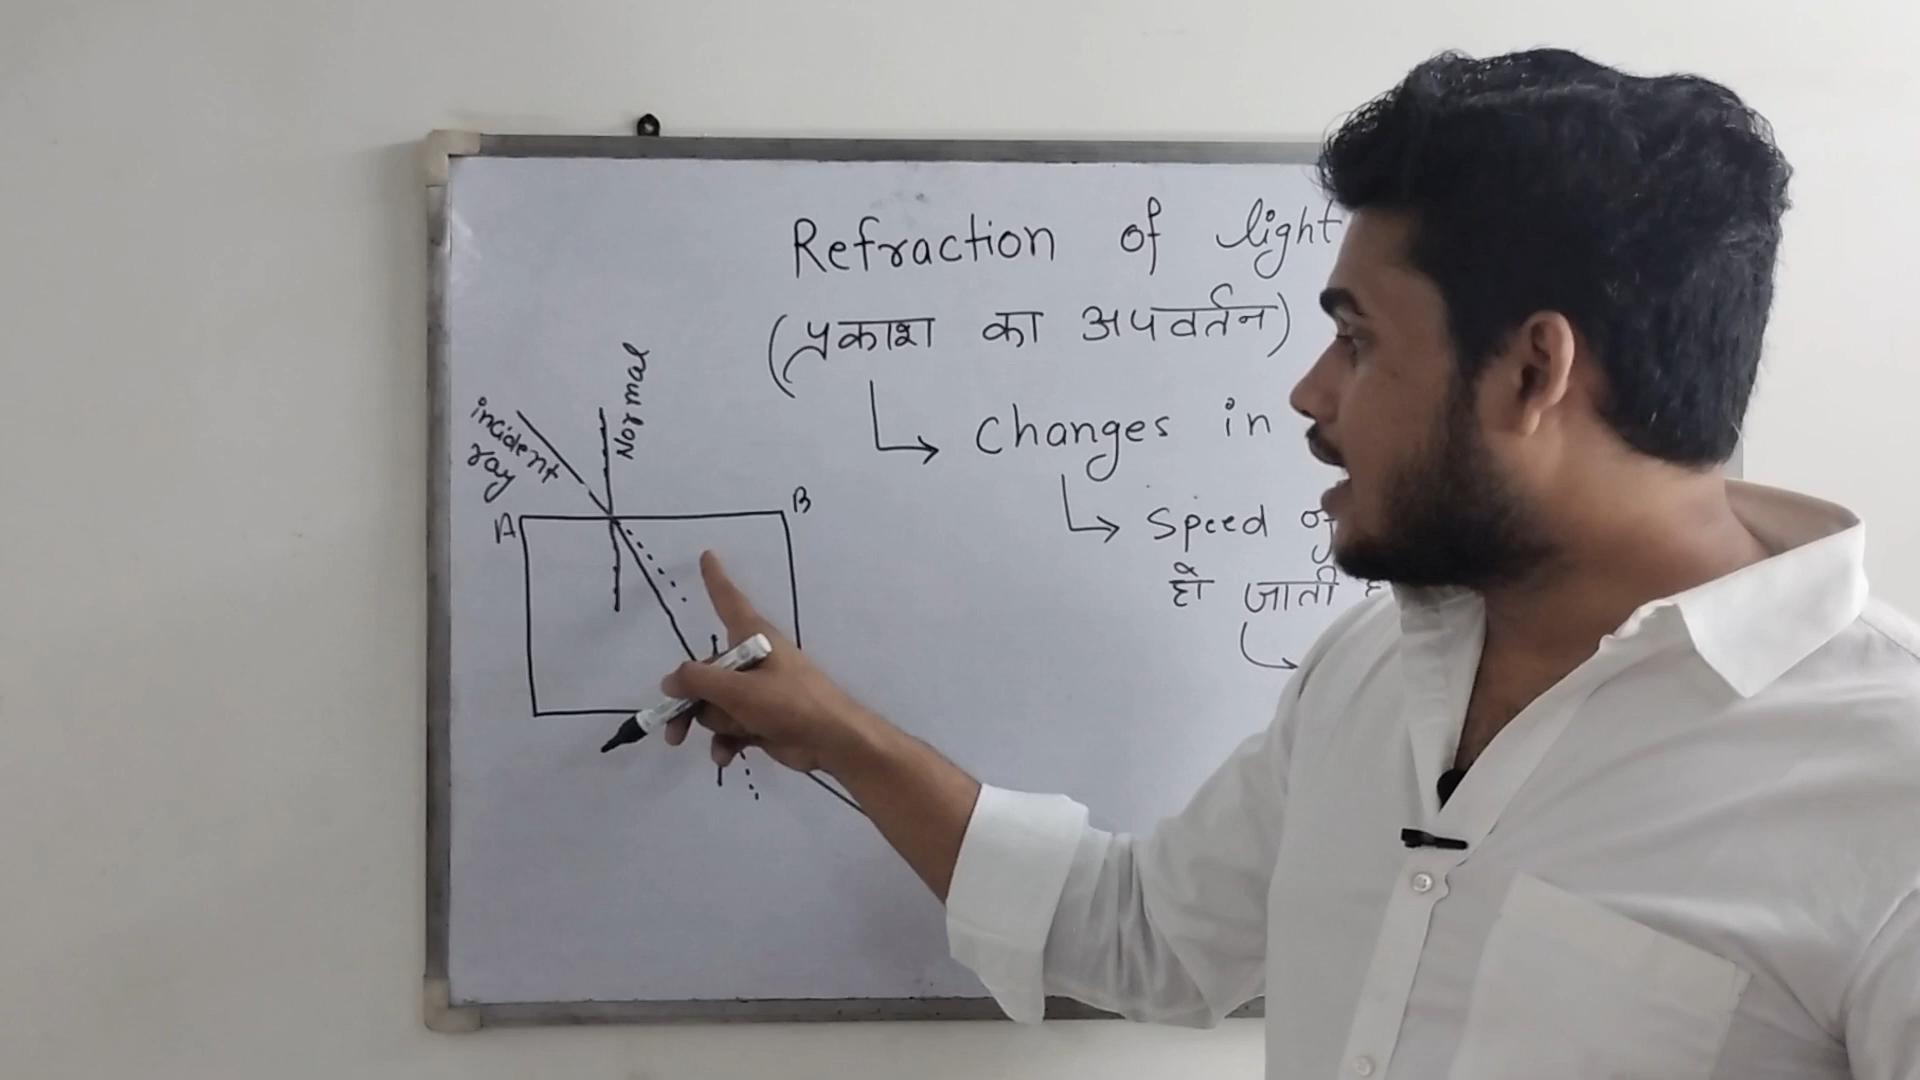 Refraction of light
(प्रकाश का अपवर्तन)
Changes in
Speed of
हो जाती
Normal
incident
ray
A
B